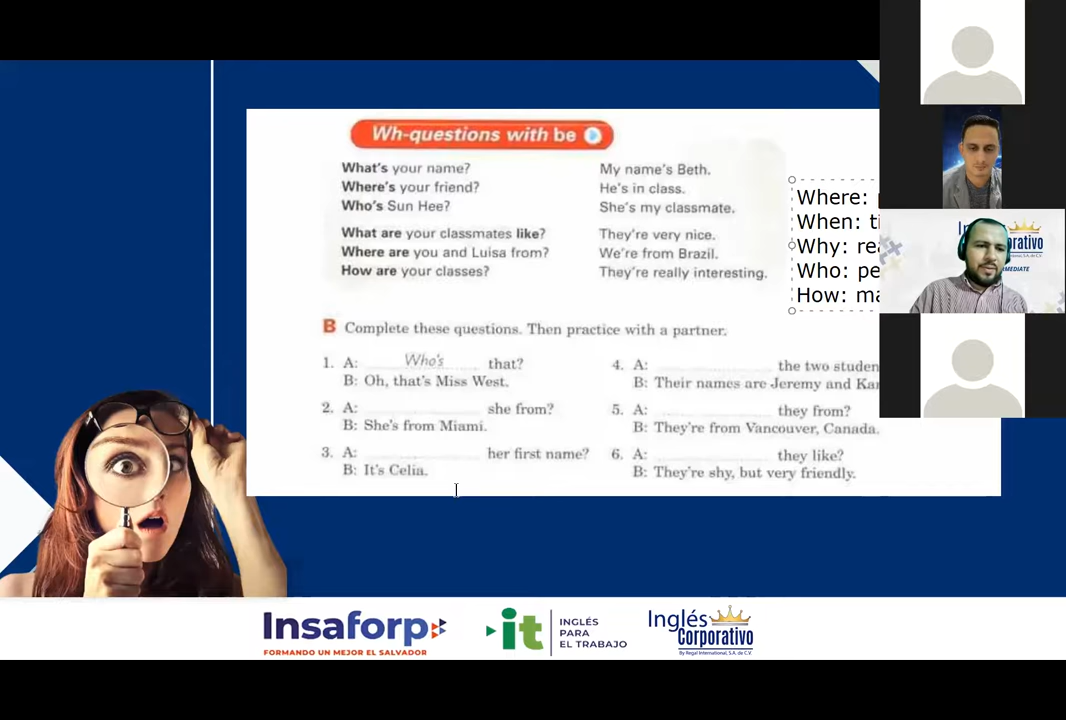 Wh-questions with be
What's your name? My name's Beth.
Where's your friend? He's in class.
Who's Sun Hee? She's my classmate.
What are your classmates like? They're very nice.
Where are you and Luisa from? We're from Brazil.
How are your classes? They're really interesting.
Where:
When:
Why:
Who:
How:
B Complete these questions. Then practice with a partner.
1. A: Who's that?
B: Oh, that's Miss West.
2. A: she from?
B: She's from Miami.
3. A: her first name?
B: It's Celia.
4. A: the two
B: Their names are Jeremy and
5. A: they from?
B: They're from Vancouver, Canada.
6. A: they like?
B: They're shy, but very friendly.
Insaforp
FORMANDO UN MEJOR EL SALVADOR
it
INGLÉS
PARA
EL TRABAJO
Inglés
Corporativo
By Regal International, S.A. de C.V.